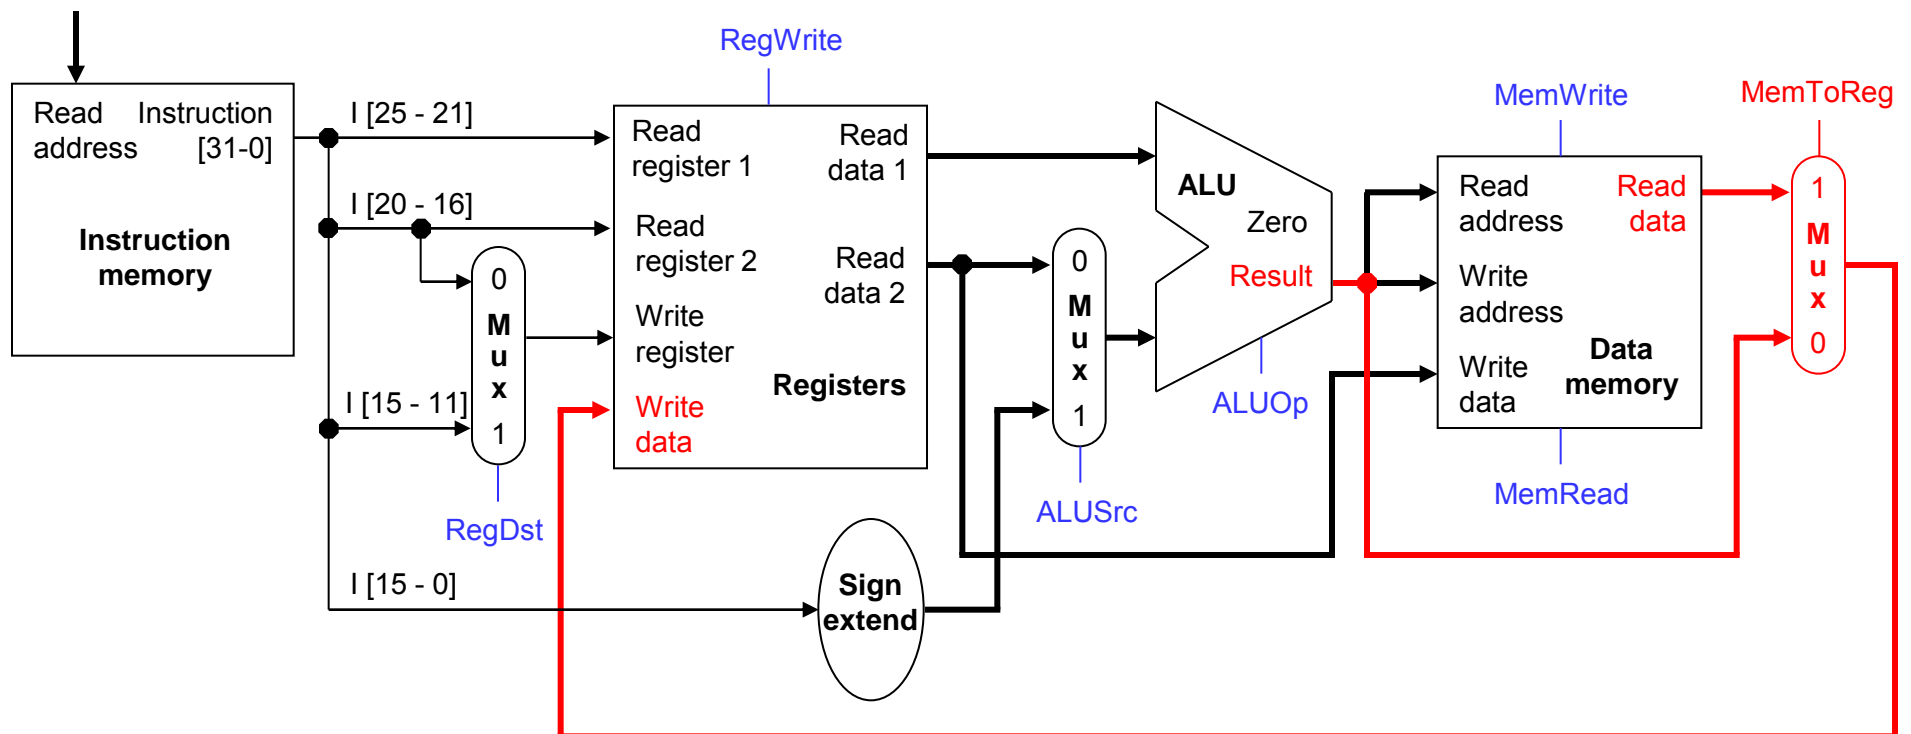 RegWrite
MemWrite
MemToReg
Read address
Instruction [31-0]
Instruction memory
I [25 - 21]
I [20 - 16]
I [15 - 11]
I [15 - 0]
0
M
u
x
1
RegDst
Read register 1
Read register 2
Write register
Write data
Read data 1
Read data 2
Registers
Sign extend
0
M
u
x
1
ALUSrc
ALU
Zero
Result
ALUOp
Read address
Write address
Write data
Read data
Data memory
MemRead
1
M
u
x
0